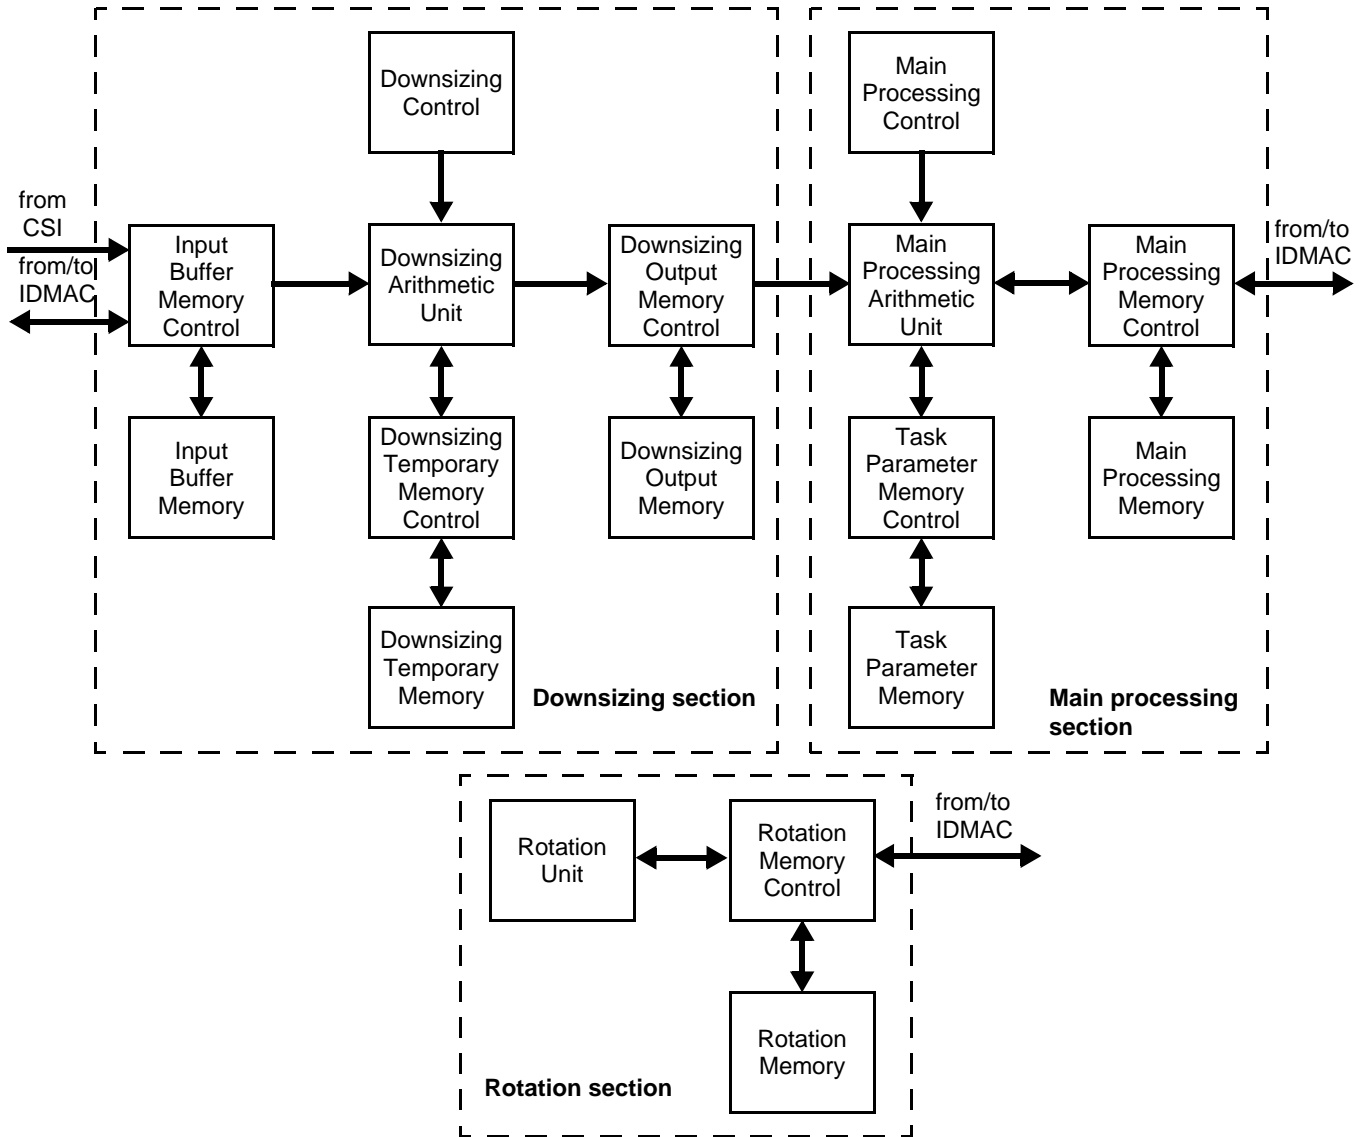 Downsizing
Control
Main
Processing
Control
from
CSI
from/to
IDMAC
Input
Buffer
Memory
Control
Downsizing
Arithmetic
Unit
Downsizing
Output
Memory
Control
Main
Processing
Arithmetic
Unit
Main
Processing
Memory
Control
from/to
IDMAC
Input
Buffer
Memory
Downsizing
Temporary
Memory
Control
Downsizing
Output
Memory
Task
Parameter
Memory
Control
Main
Processing
Memory
Downsizing
Temporary
Memory
Downsizing section
Task
Parameter
Memory
Main processing
section
Rotation
Unit
Rotation
Memory
Control
from/to
IDMAC
Rotation
Memory
Rotation section